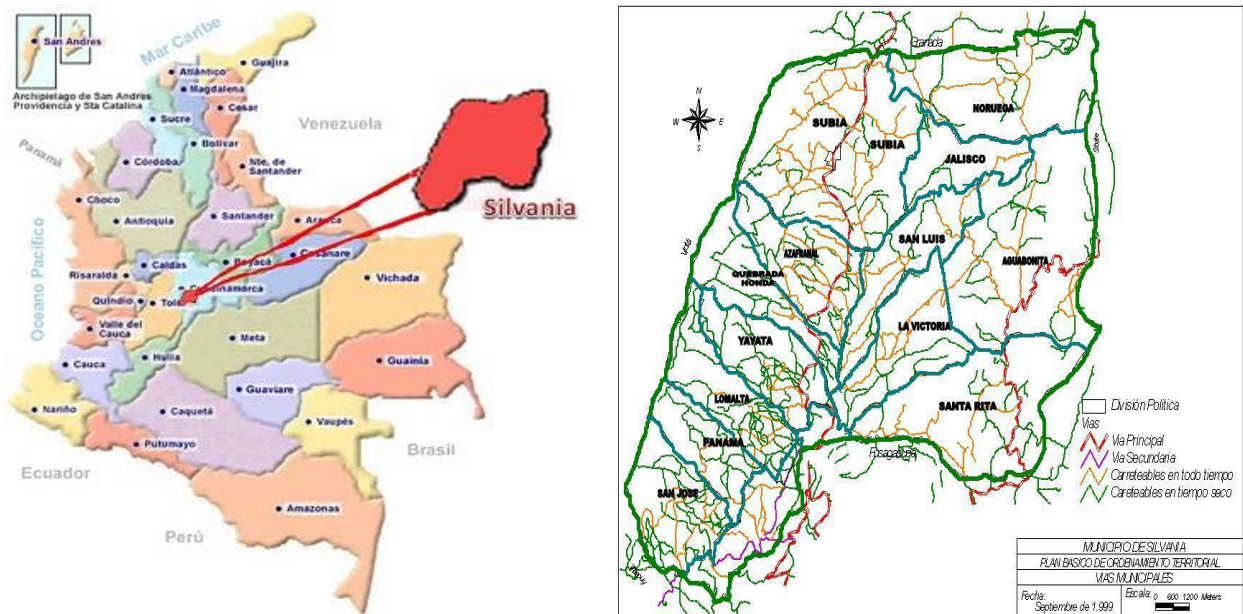 San Andres
Archipielago de San Andres
Providencia y Sta Catalina
Mar Caribe
Guajira
Atlántico
Magdalena
Cesar
Sucre
Venezuela
Bolivar
Panamá
Córdoba
Nte. de
Santander
Choco
Antioquia
Santander
Arauca
Silvania
Oceano Pacifico
Caldas
Boyacá
Casanare
Risaralda
Vichada
Quindio
Valle del
Cauca
Meta
Huila
Guainia
Cauca
Guaviare
Nariño
Caquetá
Vaupés
Putumayo
Brasil
Ecuador
Amazonas
Perú
Granada
N
W E
S
NORUEGA
SUBIA
SUBIA
JALISCO
Sibate
SAN LUIS
AZAFRANAL
AGUABONITA
QUEBRADA
HONDA
LA VICTORIA
YAYATA
LOMALTA
SANTA RITA
PANAMA
SAN JOSE
División Política
Vias
Via Principal
Via Secundaria
Carreteables en todo tiempo
Careteables en tiempo seco
MUNICIPIO DE SILVANIA
PLAN BASICO DE ORDENAMIENTO TERRITORIAL
VIAS MUNICIPALES
Fecha: Escala: 0 600 1200 Meters
Septiembre de 1.999